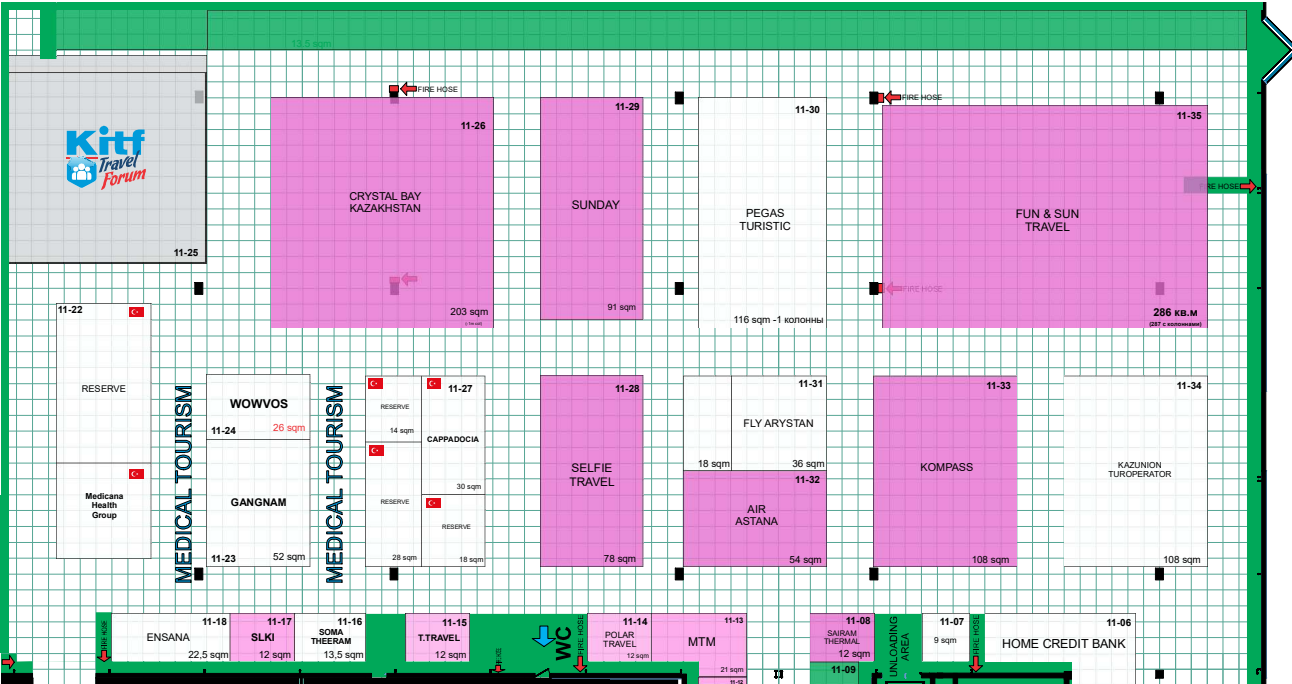 13,5 sqm
Kitf
Travel
Forum
11-25
FIRE HOSE
11-26
CRYSTAL BAY
KAZAKHSTAN
203 sqm
11-29
SUNDAY
91 sqm
11-30
PEGAS
TURISTIC
116 sqm -1 колонны
FIRE HOSE
11-35
FUN & SUN
TRAVEL
FIRE HOSE
FIRE HOSE
286 кв.м
(287 с колоннами)
11-22
RESERVE
Medicana
Health
Group
MEDICAL TOURISM
WOWVOS
11-24 26 sqm
GANGNAM
11-23 52 sqm
MEDICAL TOURISM
RESERVE
14 sqm
11-27
CAPPADOCIA
30 sqm
RESERVE
28 sqm
RESERVE
18 sqm
11-28
SELFIE
TRAVEL
78 sqm
18 sqm
11-31
FLY ARYSTAN
36 sqm
11-32
AIR
ASTANA
54 sqm
11-33
KOMPASS
108 sqm
11-34
KAZUNION
TUROPERATOR
108 sqm
FIRE HOSE
11-18
ENSANA
22,5 sqm
11-17
SLKI
12 sqm
11-16
SOMA
THEERAM
13,5 sqm
11-15
T.TRAVEL
12 sqm
WC
FIRE HOSE
11-14
POLAR
TRAVEL
12 sqm
11-13
MTM
21 sqm
11-12
11-08
SAIRAM
THERMAL
12 sqm
11-09
UNLOADING
AREA
11-07
9 sqm
FIRE HOSE
11-06
HOME CREDIT BANK